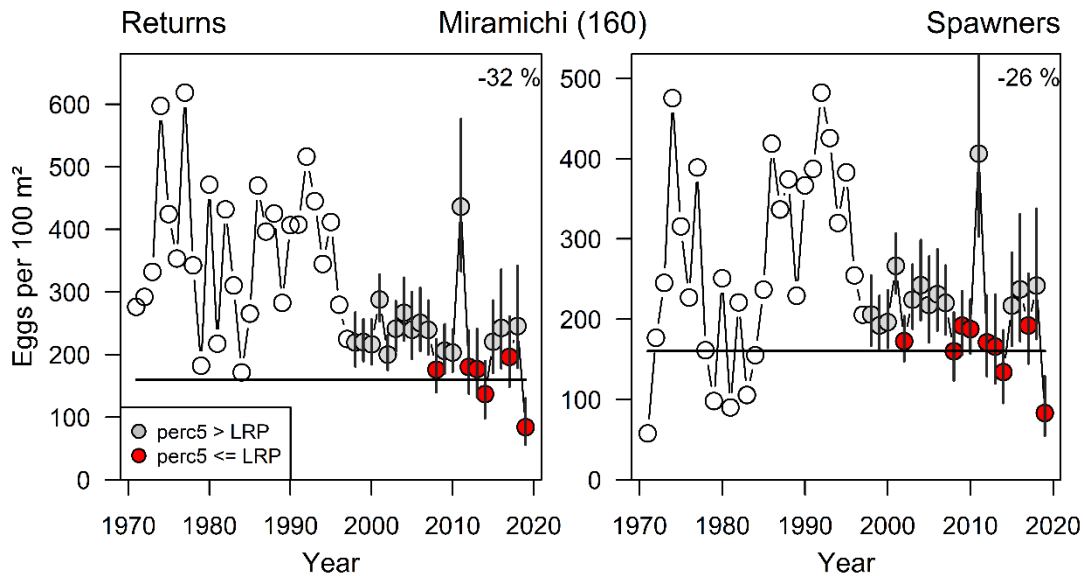 Returns Miramichi (160) Spawners
-32 %
-26 %
Eggs per 100 m²
600
500
400
300
200
100
0
500
400
300
200
100
0
perc5 > LRP
perc5 <= LRP
1970 1980 1990 2000 2010 2020
1970 1980 1990 2000 2010 2020
Year
Year